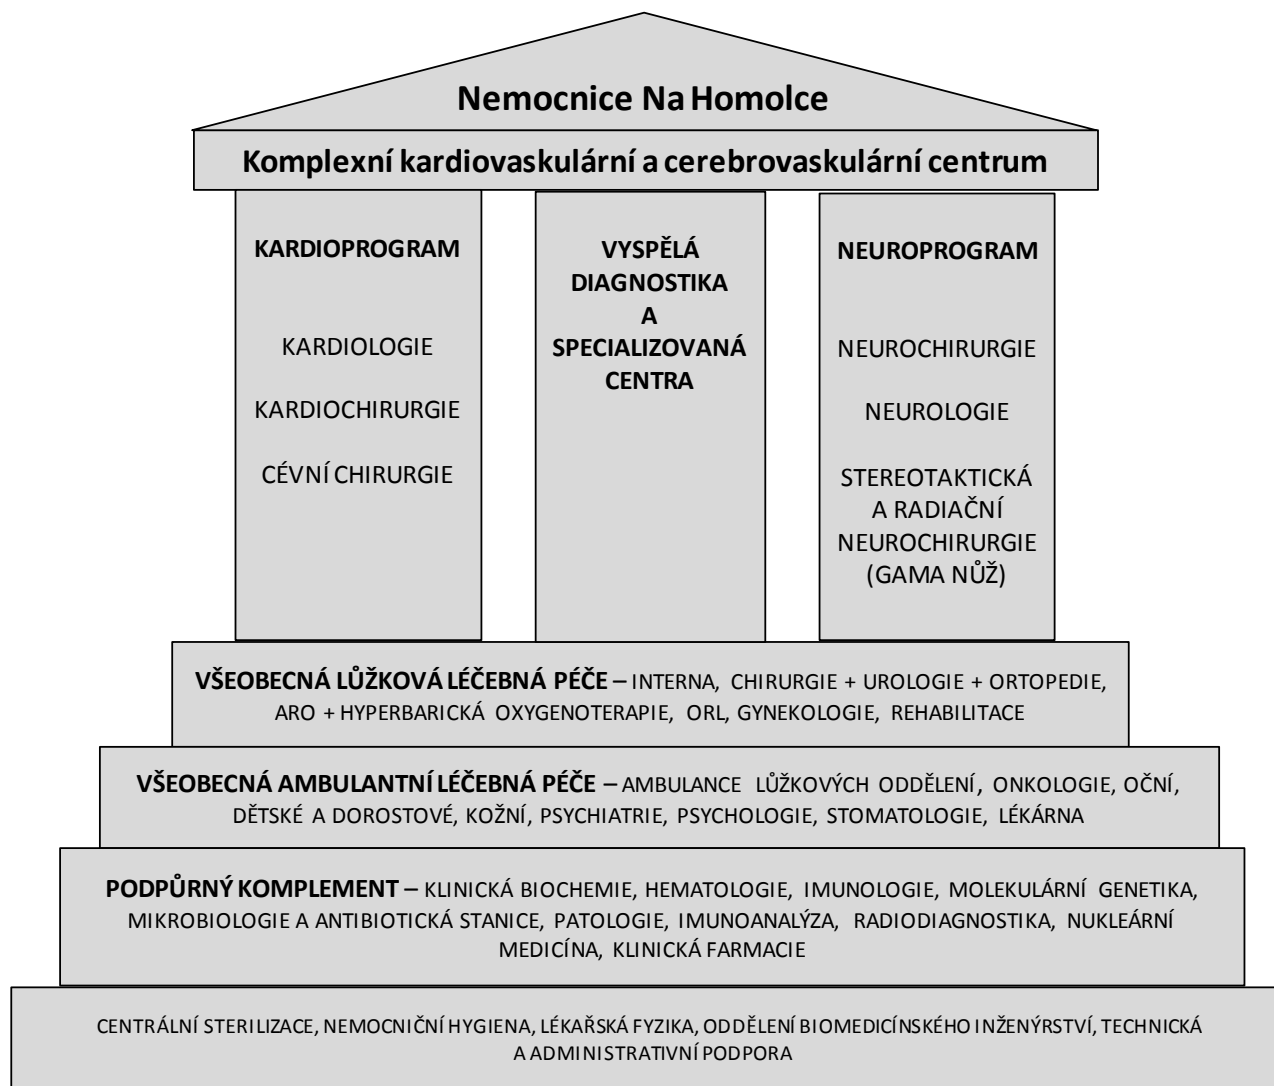 Nemocnice Na Homolce
Komplexní kardiovaskulární a cerebrovaskulární centrum
KARDIOPROGRAM
KARDIOLOGIE
KARDIOCHIRURGIE
CÉVNÍ CHIRURGIE
VYSPĚLÁ
DIAGNOSTIKA
A
SPECIALIZOVANÁ
CENTRA
NEUROPROGRAM
NEUROCHIRURGIE
NEUROLOGIE
STEREOTAKTICKÁ
A RADIAČNÍ
NEUROCHIRURGIE
(GAMA NŮŽ)
VŠEOBECNÁ LŮŽKOVÁ LÉČEBNÁ PÉČE – INTERNA, CHIRURGIE + UROLOGIE + ORTOPEDIE,
ARO + HYPERBARICKÁ OXYGENOTERAPIE, ORL, GYNEKOLOGIE, REHABILITACE
VŠEOBECNÁ AMBULANTNÍ LÉČEBNÁ PÉČE – AMBULANCE LŮŽKOVÝCH ODDĚLENÍ, ONKOLOGIE, OČNÍ,
DĚTSKÉ A DOROSTOVÉ, KOŽNÍ, PSYCHIATRIE, PSYCHOLOGIE, STOMATOLOGIE, LÉKÁRNA
PODPŮRNÝ KOMPLEMENT – KLINICKÁ BIOCHEMIE, HEMATOLOGIE, IMUNOLOGIE, MOLEKULÁRNÍ GENETIKA,
MIKROBIOLOGIE A ANTIBIOTICKÁ STANICE, PATOLOGIE, IMUNOANALÝZA, RADIODIAGNOSTIKA, NUKLEÁRNÍ
MEDICÍNA, KLINICKÁ FARMACIE
CENTRÁLNÍ STERILIZACE, NEMOCNIČNÍ HYGIENA, LÉKAŘSKÁ FYZIKA, ODDĚLENÍ BIOMEDICÍNSKÉHO INŽENÝRSTVÍ, TECHNICKÁ
A ADMINISTRATIVNÍ PODPORA